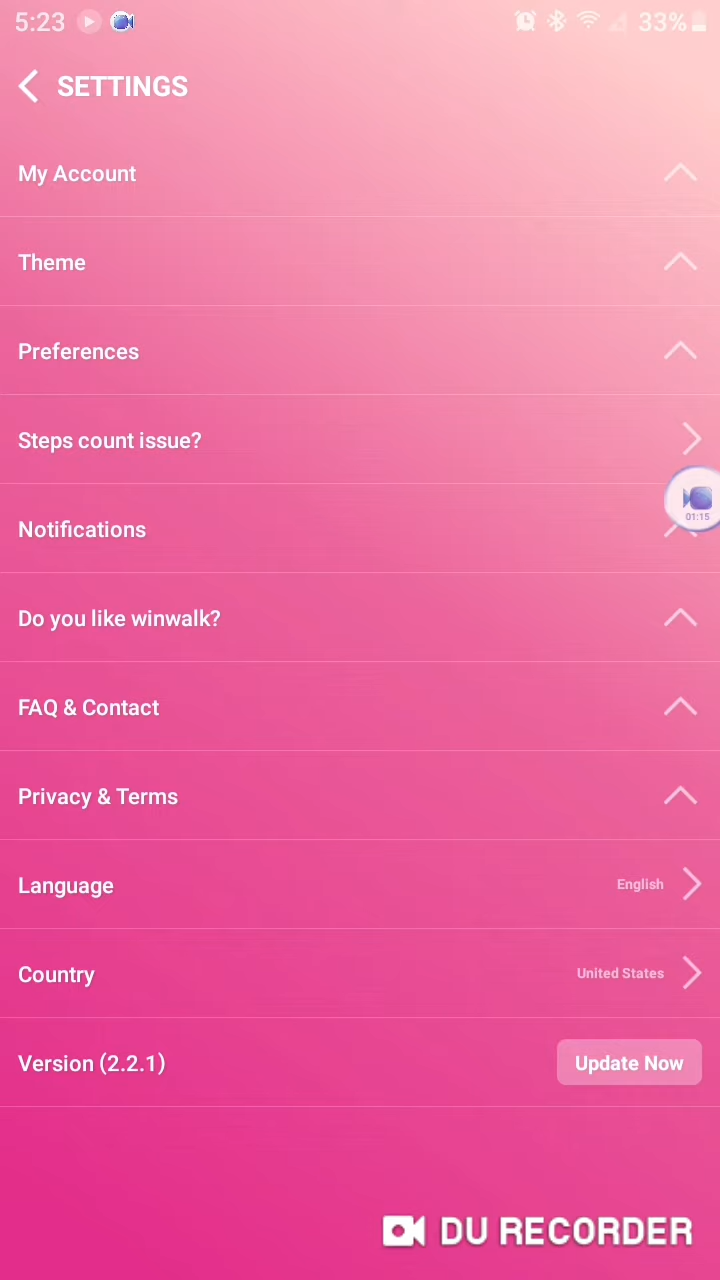 5:23
33%
SETTINGS
My Account
Theme
Preferences
Steps count issue?
01:15
Notifications
Do you like winwalk?
FAQ & Contact
Privacy & Terms
Language English
Country United States
Version (2.2.1) Update Now
DU RECORDER